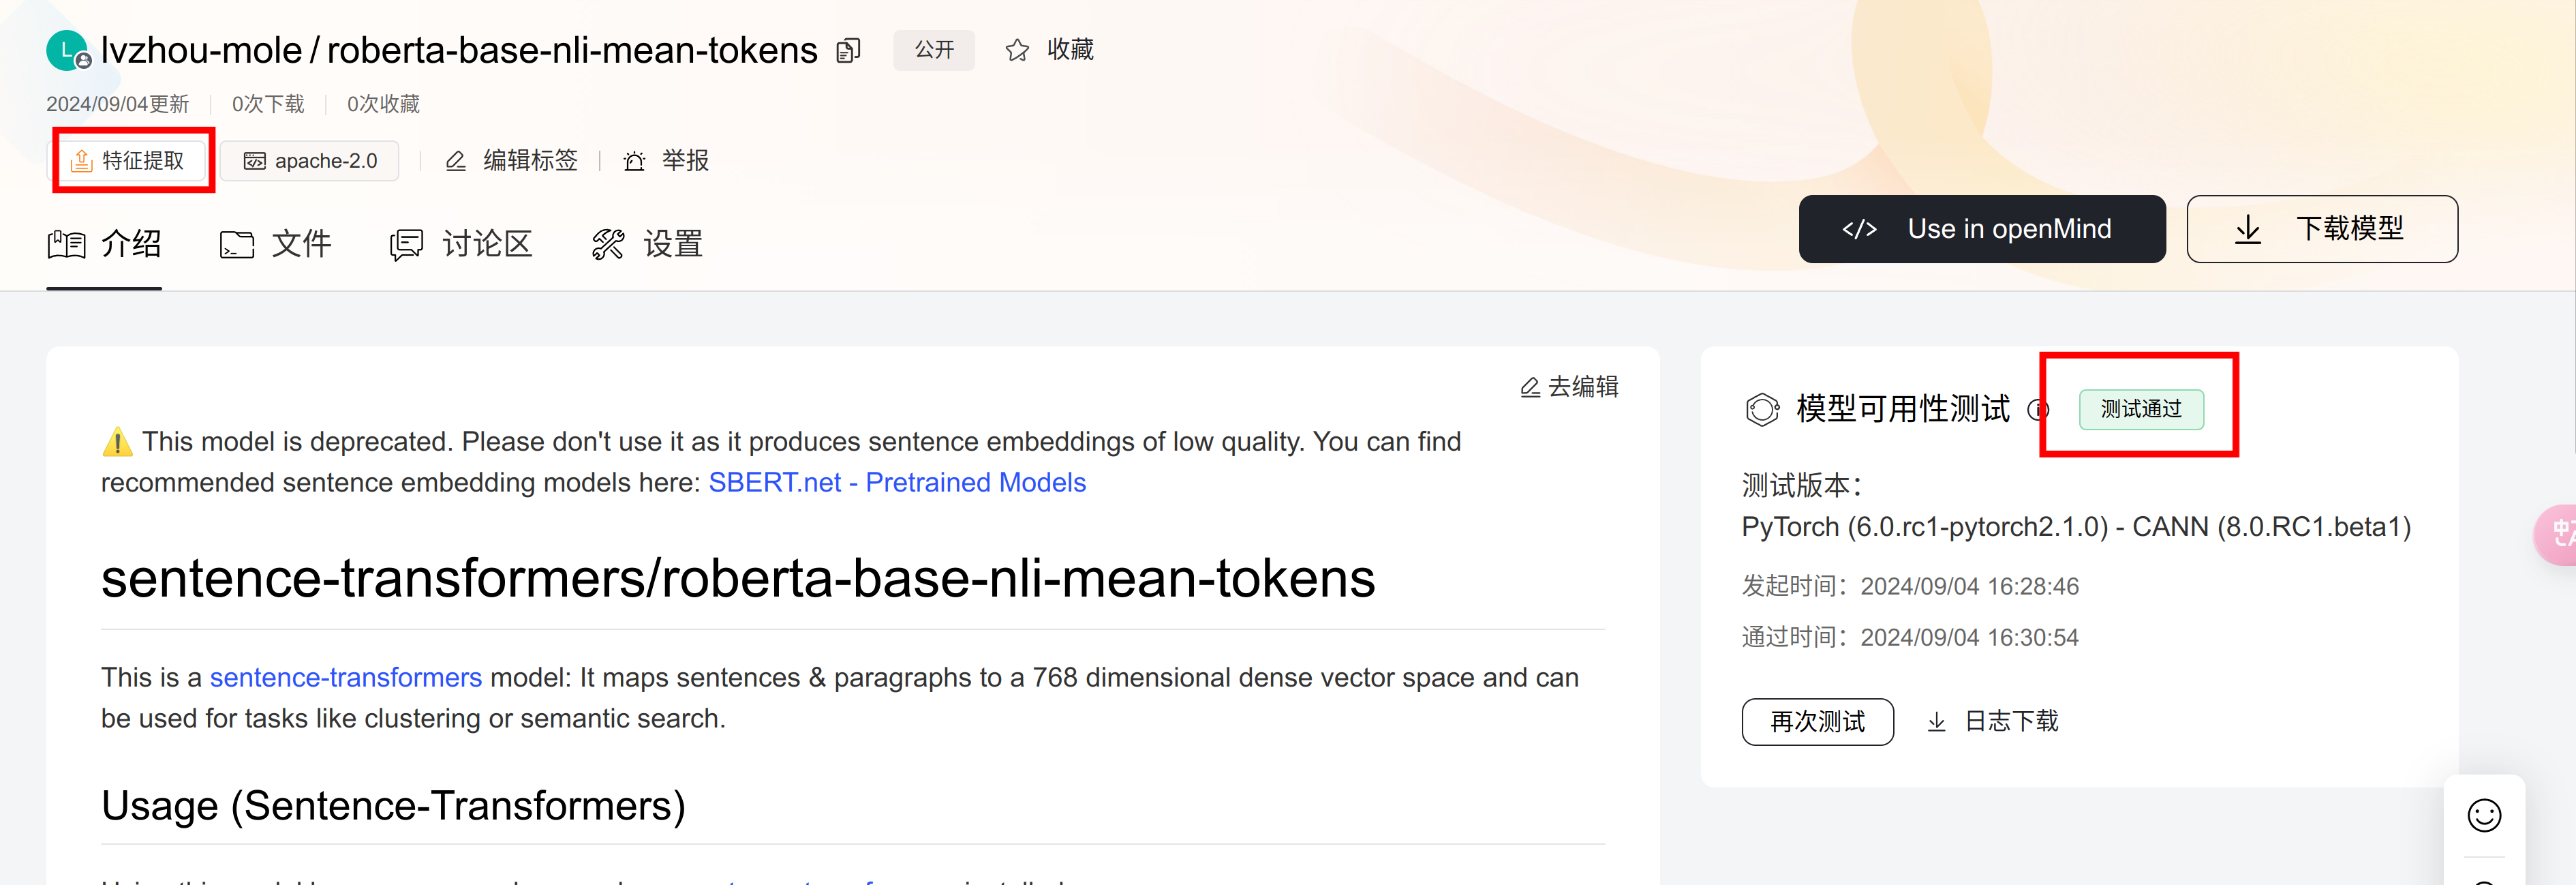 L lvzhou-mole / roberta-base-nli-mean-tokens 公开 收藏
2024/09/04更新 0次下载 0次收藏
特征提取 apache-2.0 编辑标签 举报
介绍 文件 讨论区 设置
</> Use in openMind 下载模型
去编辑
⚠️ This model is deprecated. Please don't use it as it produces sentence embeddings of low quality. You can find
recommended sentence embedding models here: SBERT.net - Pretrained Models
sentence-transformers/roberta-base-nli-mean-tokens
This is a sentence-transformers model: It maps sentences & paragraphs to a 768 dimensional dense vector space and can
be used for tasks like clustering or semantic search.
Usage (Sentence-Transformers)
模型可用性测试 测试通过
测试版本：
PyTorch (6.0.rc1-pytorch2.1.0) - CANN (8.0.RC1.beta1)
发起时间：2024/09/04 16:28:46
通过时间：2024/09/04 16:30:54
再次测试 日志下载